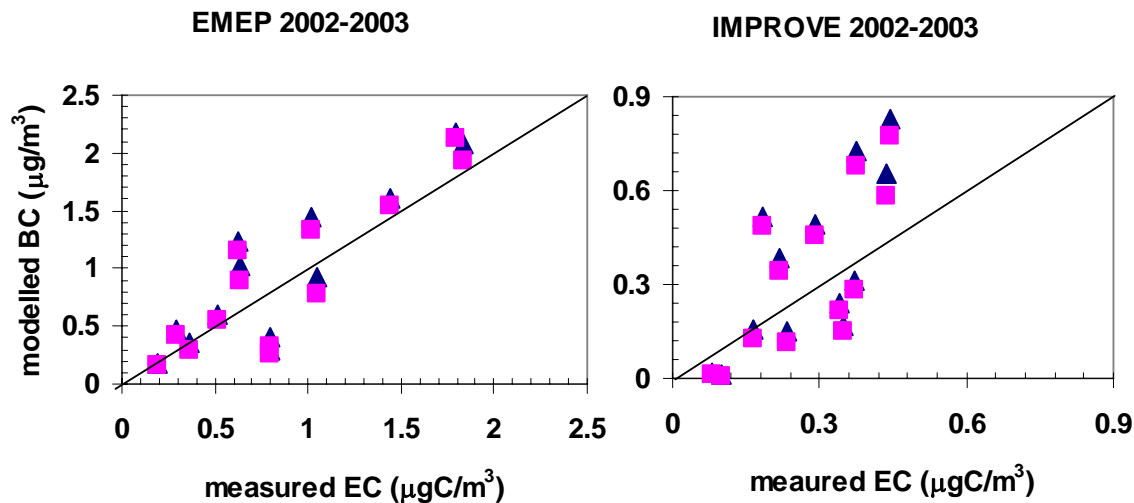 EMEP 2002-2003
IMPROVE 2002-2003
modelled BC (μg/m³)
2.5
2
1.5
1
0.5
0
0 0.5 1 1.5 2 2.5
measured EC (μgC/m³)
0.9
0.6
0.3
0
0 0.3 0.6 0.9
meaured EC (μgC/m³)